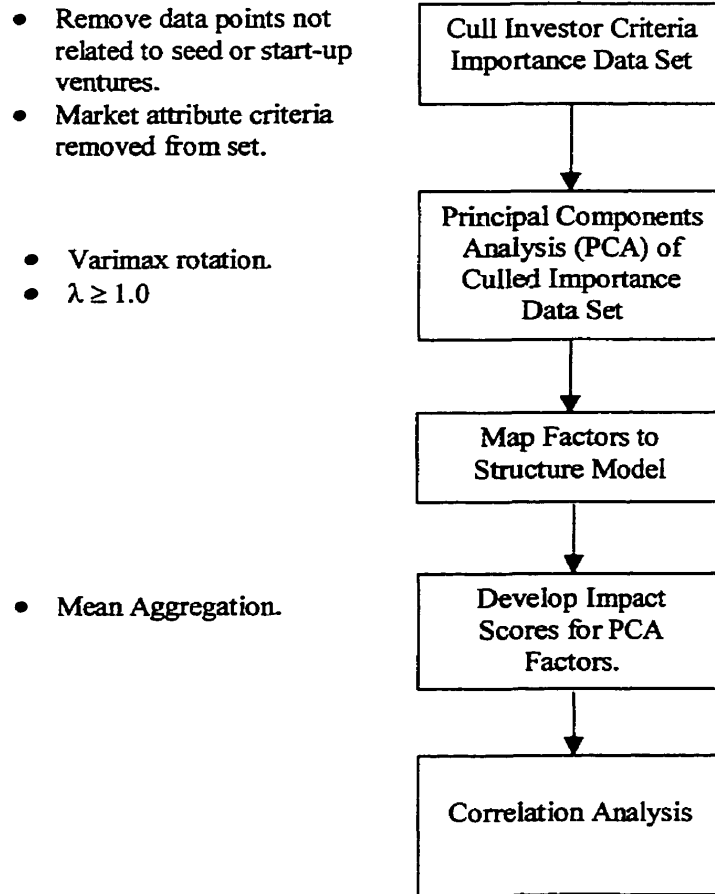 • Remove data points not
related to seed or start-up
ventures.
• Market attribute criteria
removed from set.
Cull Investor Criteria
Importance Data Set
• Varimax rotation.
• λ ≥ 1.0
Principal Components
Analysis (PCA) of
Culled Importance
Data Set
Map Factors to
Structure Model
• Mean Aggregation.
Develop Impact
Scores for PCA
Factors.
Correlation Analysis